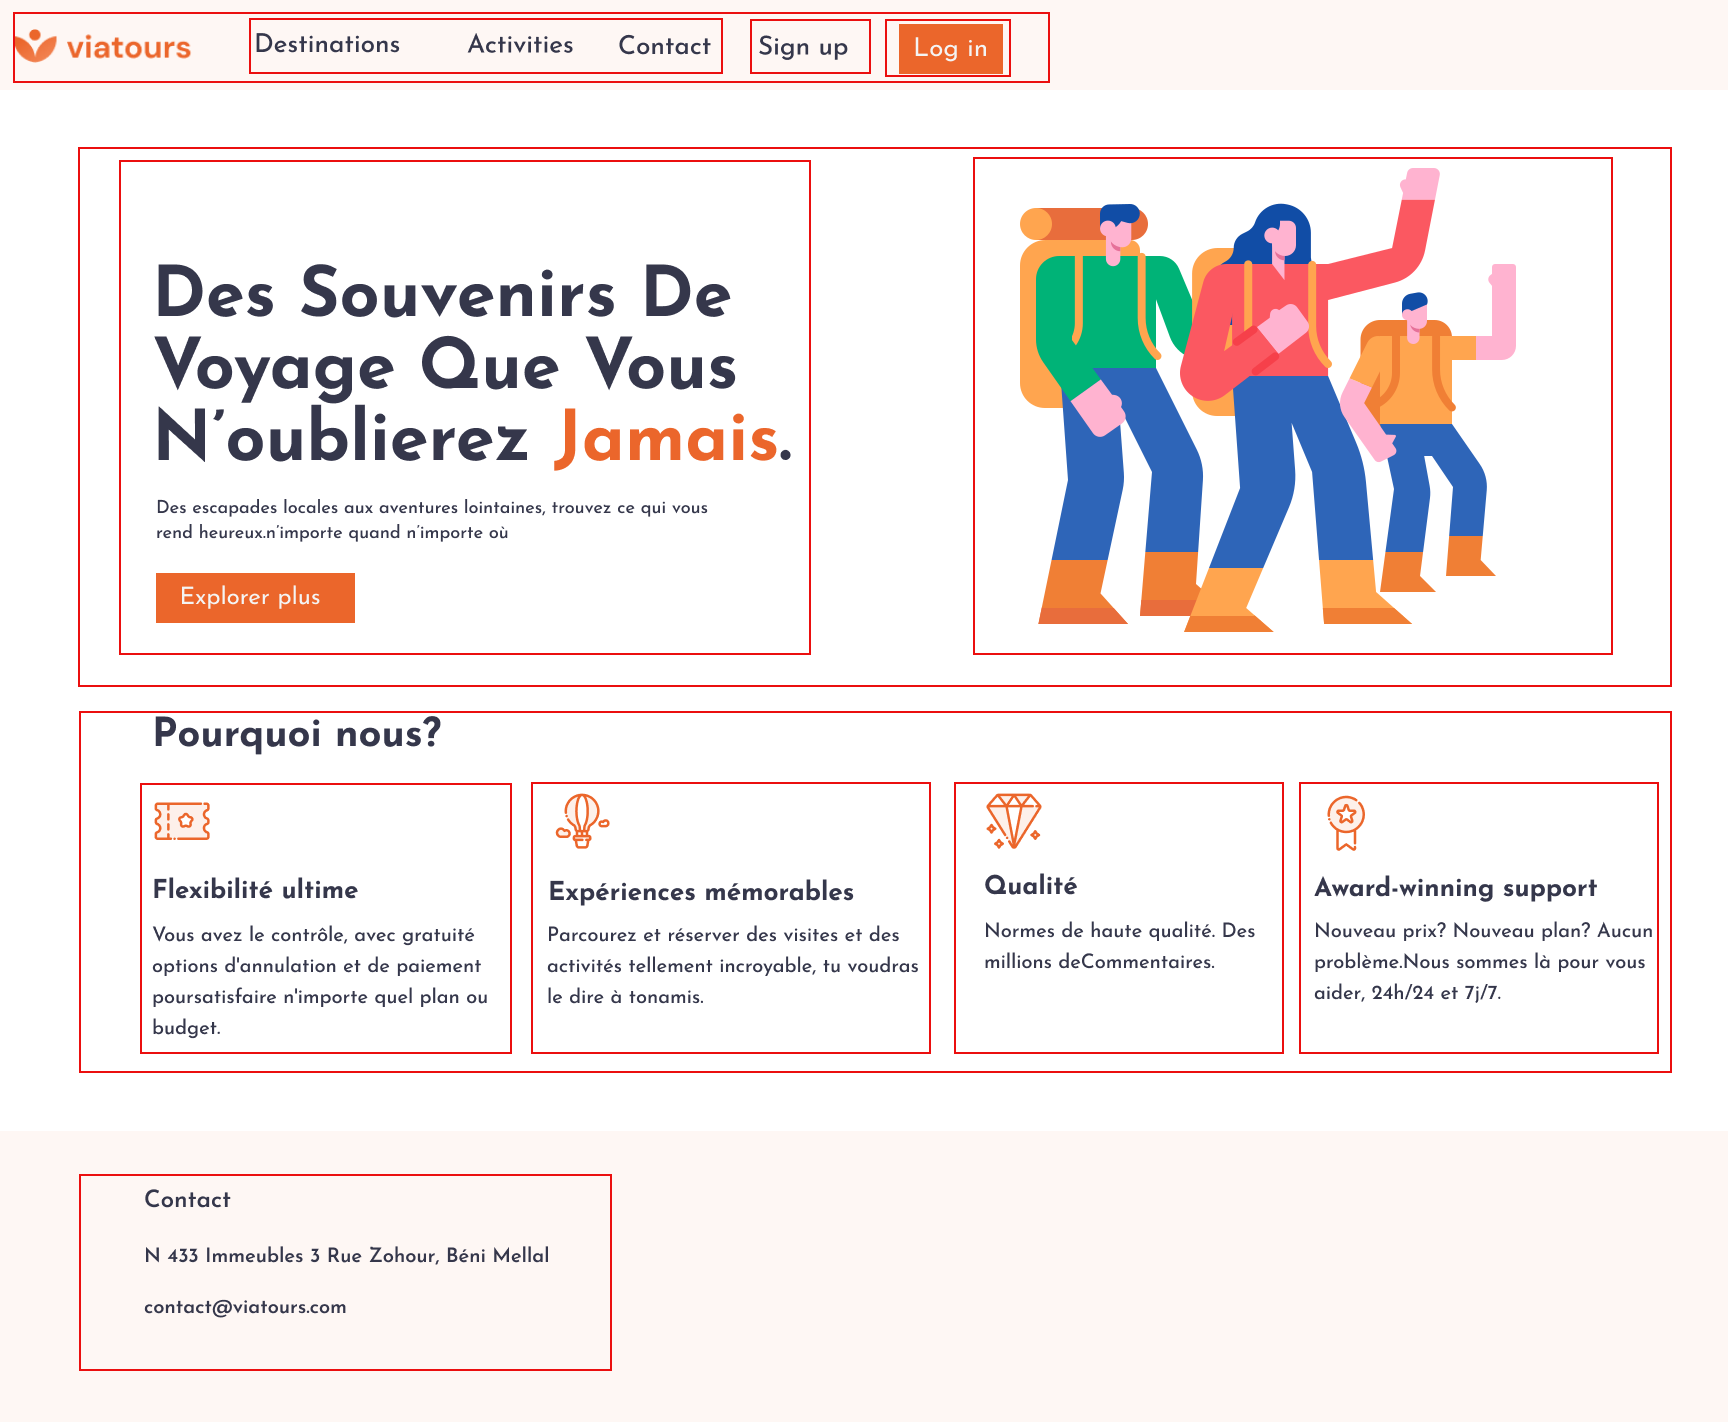 viatours Destinations Activities Contact Sign up Log in
Des Souvenirs De
Voyage Que Vous
N’oublierez Jamais.
Des escapades locales aux aventures lointaines, trouvez ce qui vous
rend heureux.n’importe quand n’importe où
Explorer plus
Pourquoi nous?
Flexibilité ultime
Vous avez le contrôle, avec gratuité
options d'annulation et de paiement
poursatisfaire n'importe quel plan ou
budget.
Expériences mémorables
Parcourez et réserver des visites et des
activités tellement incroyable, tu voudras
le dire à tonamis.
Qualité
Normes de haute qualité. Des
millions deCommentaires.
Award-winning support
Nouveau prix? Nouveau plan? Aucun
problème.Nous sommes là pour vous
aider, 24h/24 et 7j/7.
Contact
N 433 Immeubles 3 Rue Zohour, Béni Mellal
contact@viatours.com